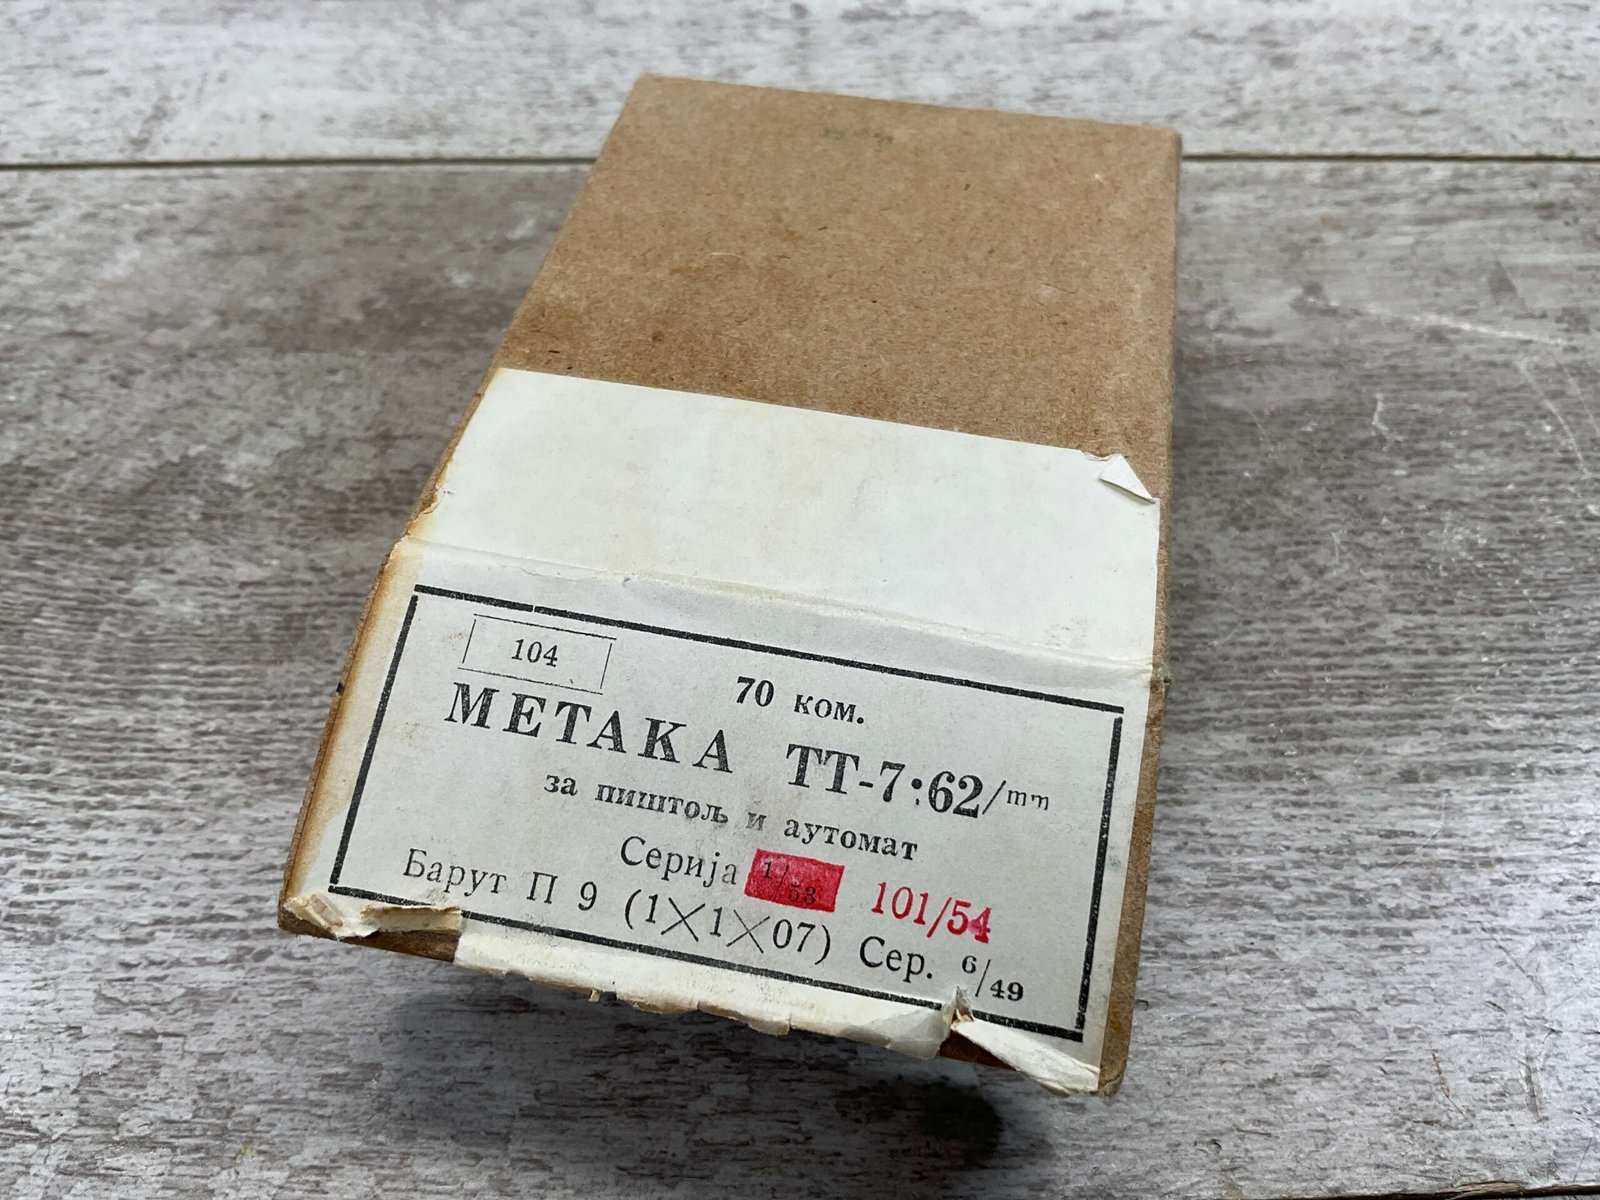 104
70 ком.
МЕТАКА ТТ-7:62/mm
за пиштољ и аутомат
Серија 1/53 101/54
Барут П 9 (1×1×07) Сер. 6/49